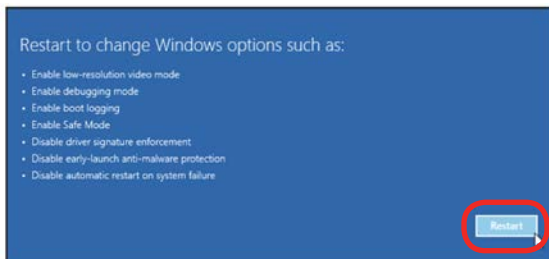 Restart to change Windows options such as:
• Enable low-resolution video mode
• Enable debugging mode
• Enable boot logging
• Enable Safe Mode
• Disable driver signature enforcement
• Disable early-launch anti-malware protection
• Disable automatic restart on system failure
Restart